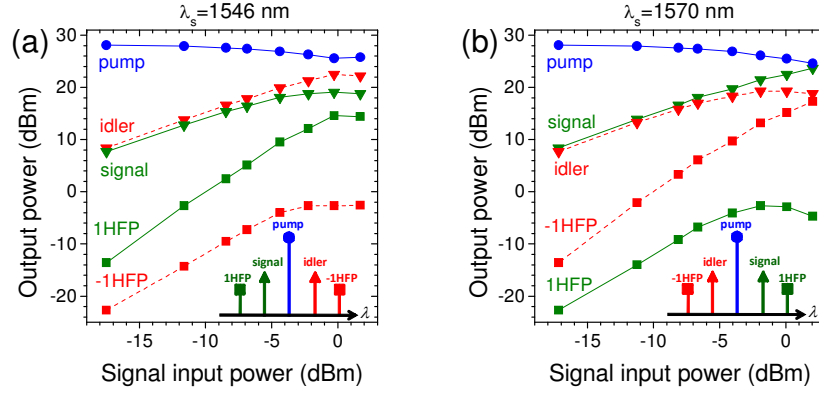 λs=1546 nm
(a)
30
20
10
0
-10
-20
Output power (dBm)
pump
idler
signal
1HFP
-1HFP
pump
1HFP
signal
idler
-1HFP
λ
-15
-10
-5
0
Signal input power (dBm)
λs=1570 nm
(b)
30
20
10
0
-10
-20
Output power (dBm)
pump
signal
idler
-1HFP
1HFP
pump
-1HFP
idler
signal
1HFP
λ
-15
-10
-5
0
Signal input power (dBm)